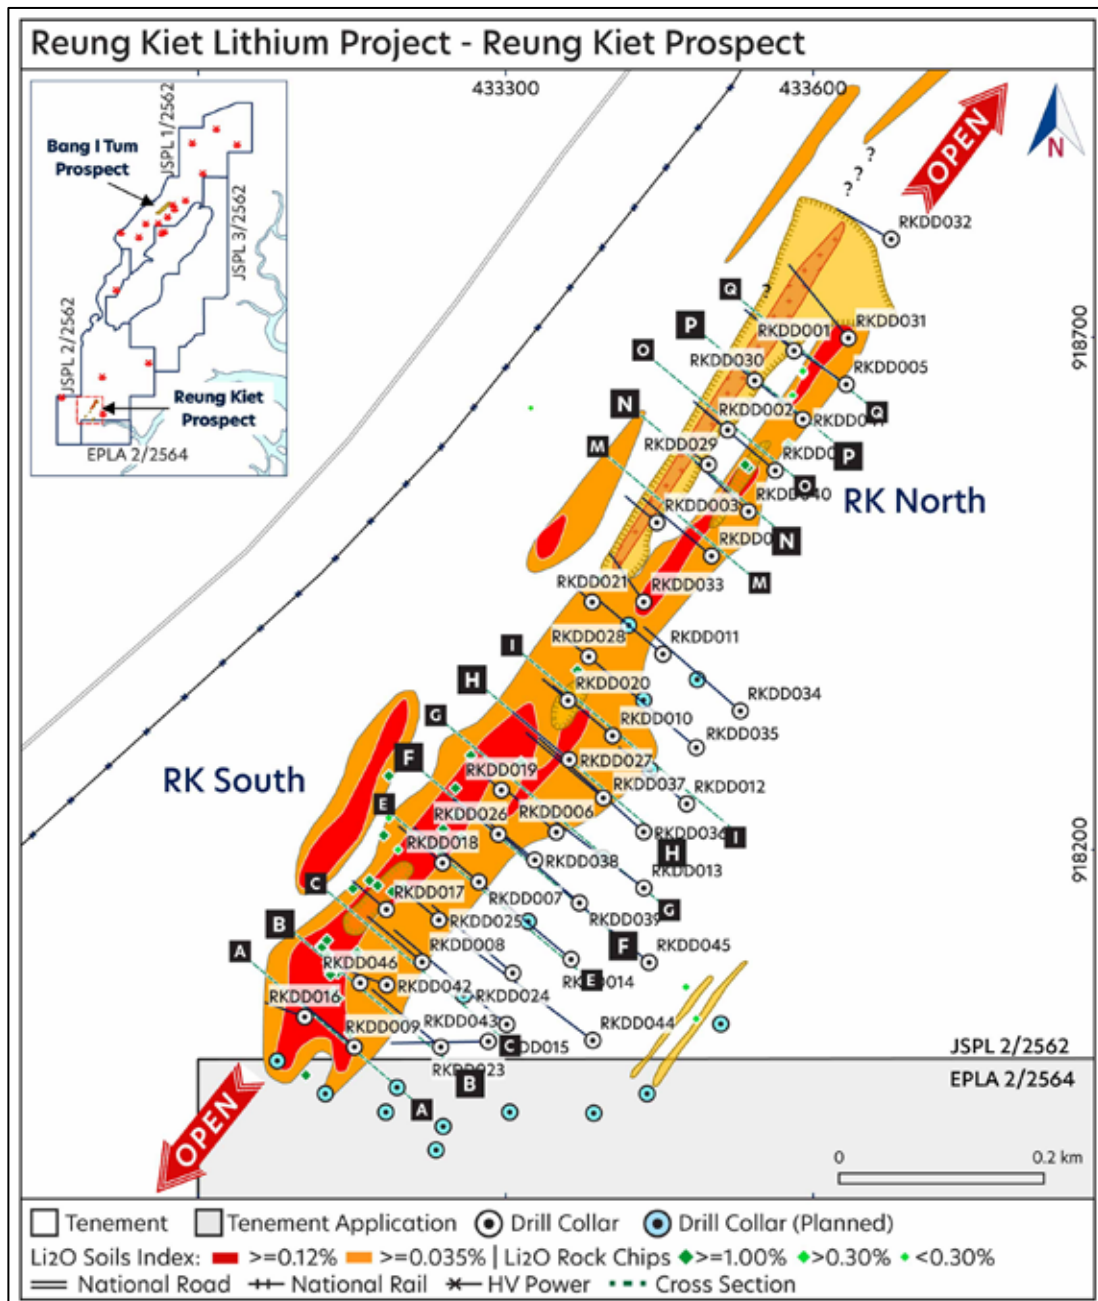 Reung Kiet Lithium Project - Reung Kiet Prospect
433300
433600
JSPL 1/2562
Bang I Tum
Prospect
JSPL 3/2562
JSPL 2/2562
Reung Kiet
Prospect
EPLA 2/2564
OPEN
N
?
?
?
RKDD032
Q
?
RKDD031
P
RKDD001
918700
O
RKDD030
RKDD005
N
RKDD002
Q
M
RKDD029
P
O
RK North
RKDD003
N
M
RKDD021
RKDD033
RKDD028
RKDD011
I
H
RKDD020
RKDD034
G
RKDD010
RKDD035
RK South
F
RKDD027
RKDD019
RKDD037
RKDD012
E
RKDD026
RKDD006
RKDD036
I
RKDD018
H
918200
C
RKDD038
RKDD013
RKDD017
RKDD007
G
B
RKDD025
RKDD039
A
RKDD008
F
RKDD045
RKDD046
E
RKDD016
RKDD042
RKDD024
RKDD009
RKDD043
RKDD044
C
JSPL 2/2562
B
EPLA 2/2564
A
OPEN
0
0.2 km
Tenement Tenement Application Drill Collar Drill Collar (Planned)
Li2O Soils Index: >=0.12% >=0.035% | Li2O Rock Chips >=1.00% >0.30% <0.30%
National Road National Rail HV Power Cross Section